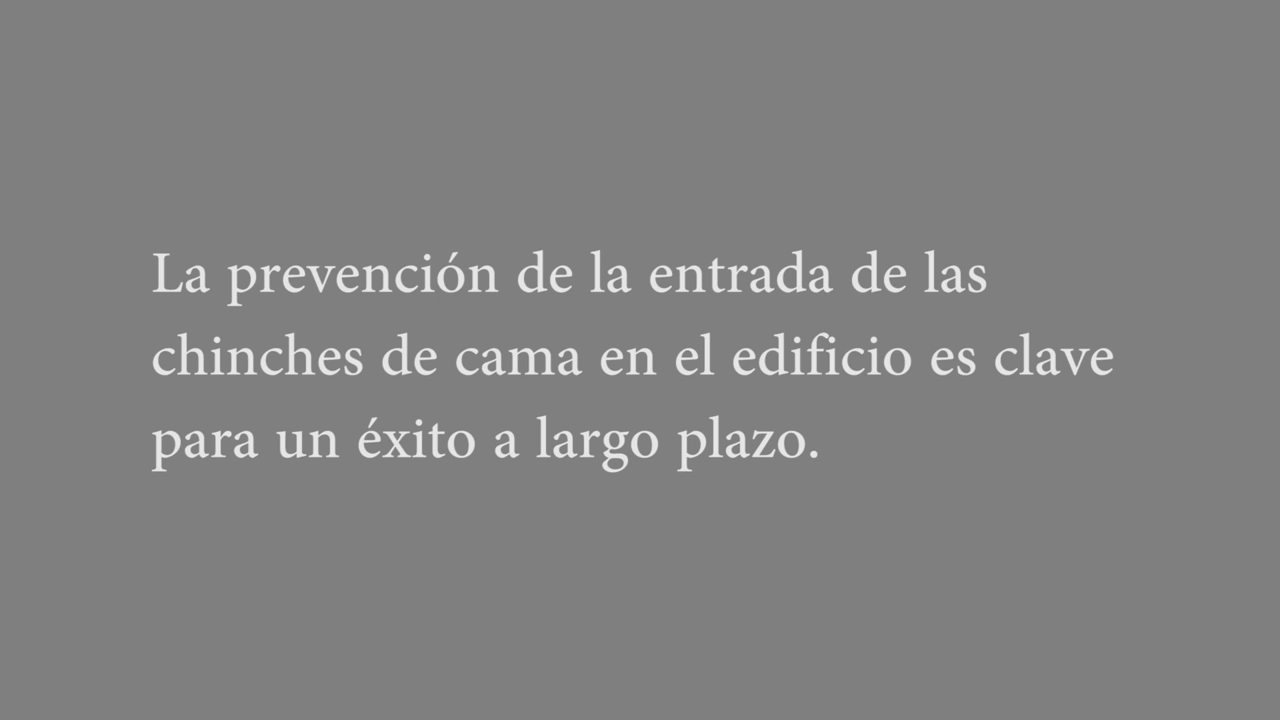 La prevención de la entrada de las
chinches de cama en el edificio es clave
para un éxito a largo plazo.